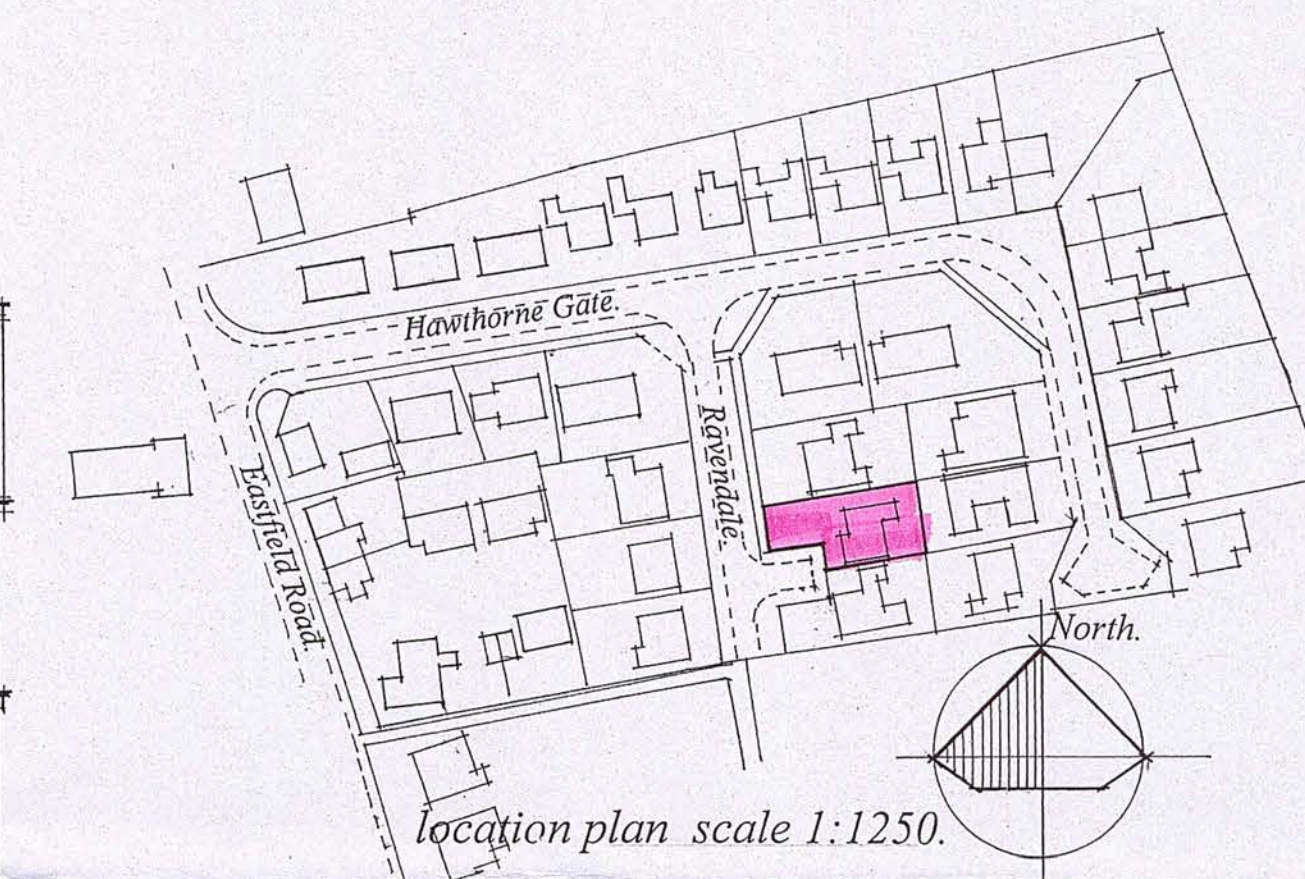 Hawthorne Gate.
Ravendale.
Eastfield Road.
North.
location plan scale 1:1250.